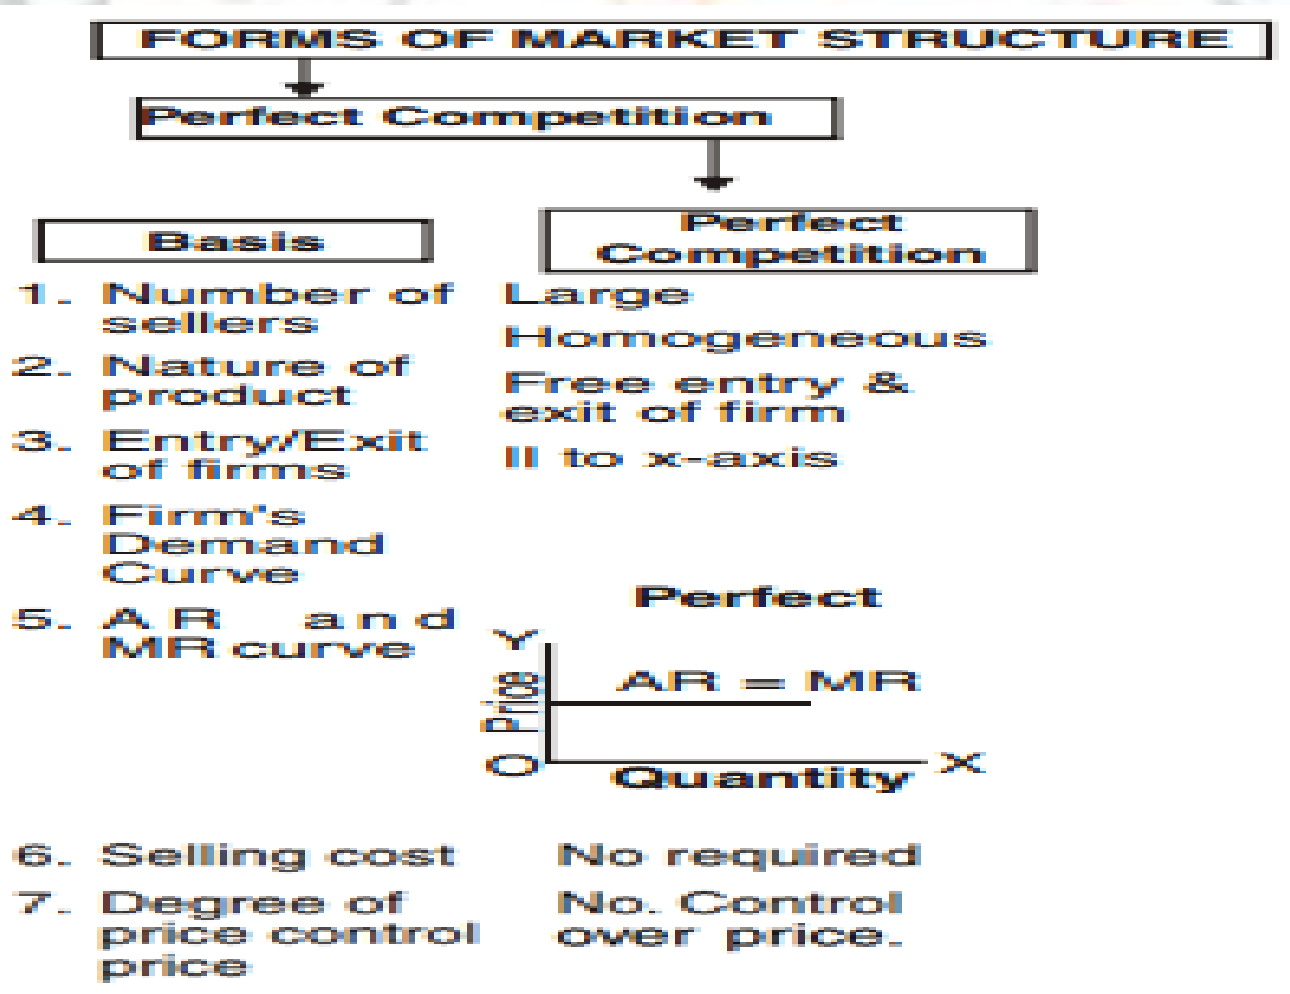 FORMS OF MARKET STRUCTURE
Perfect Competition
Basis
Perfect
Competition
1. Number of
sellers
Large
2. Nature of
product
Homogeneous
3. Entry/Exit
of firms
Free entry &
exit of firm
4. Firm's
Demand
Curve
II to x-axis
5. AR and
MR curve
Perfect
Y
Price
AR = MR
O
Quantity
X
6. Selling cost
No required
7. Degree of
price control
price
No. Control
over price.